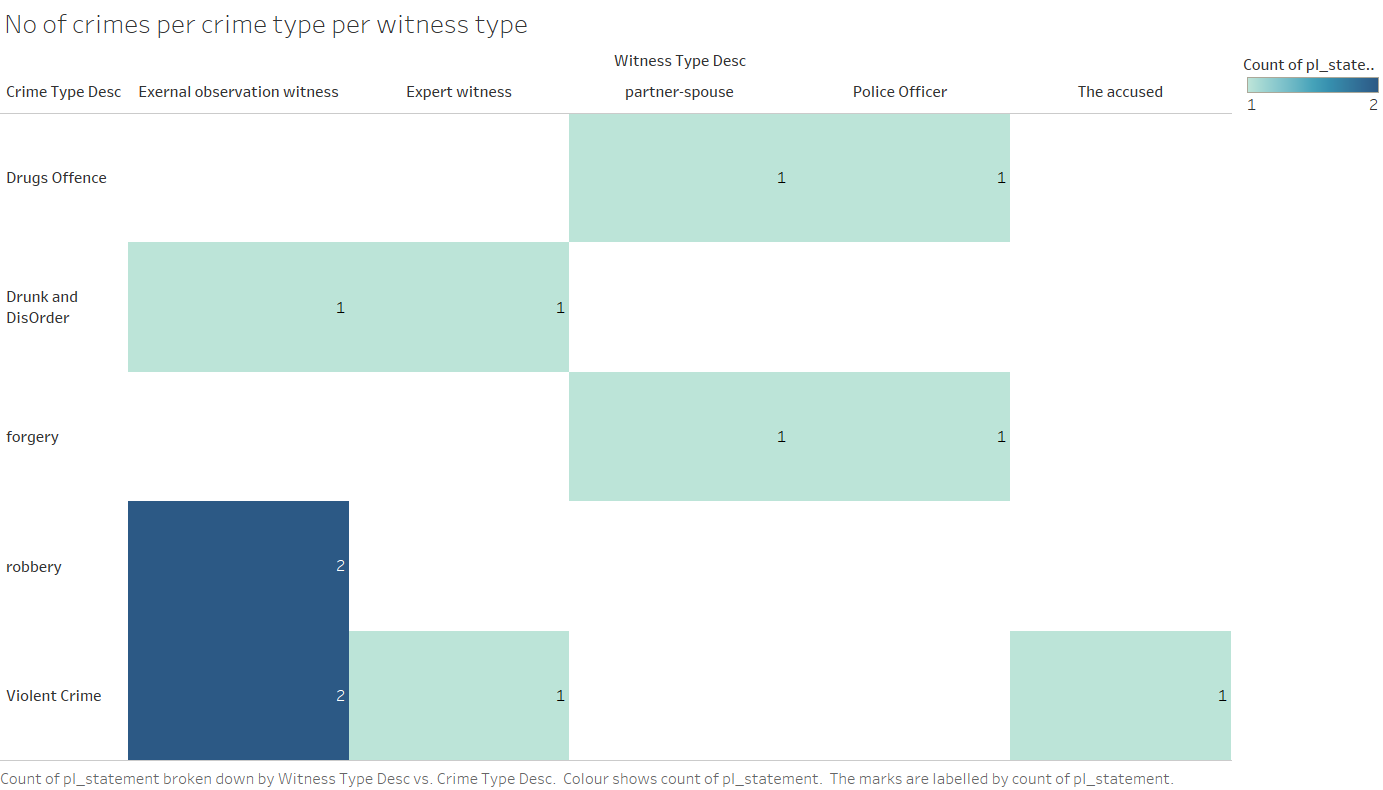 No of crimes per crime type per witness type
Witness Type Desc
Crime Type Desc Exernal observation witness Expert witness partner-spouse Police Officer The accused
Count of pl_state..
1 2
Drugs Offence 1 1
Drunk and
DisOrder 1 1
forgery 1 1
robbery 2
Violent Crime 2 1 1
Count of pl_statement broken down by Witness Type Desc vs. Crime Type Desc. Colour shows count of pl_statement. The marks are labelled by count of pl_statement.